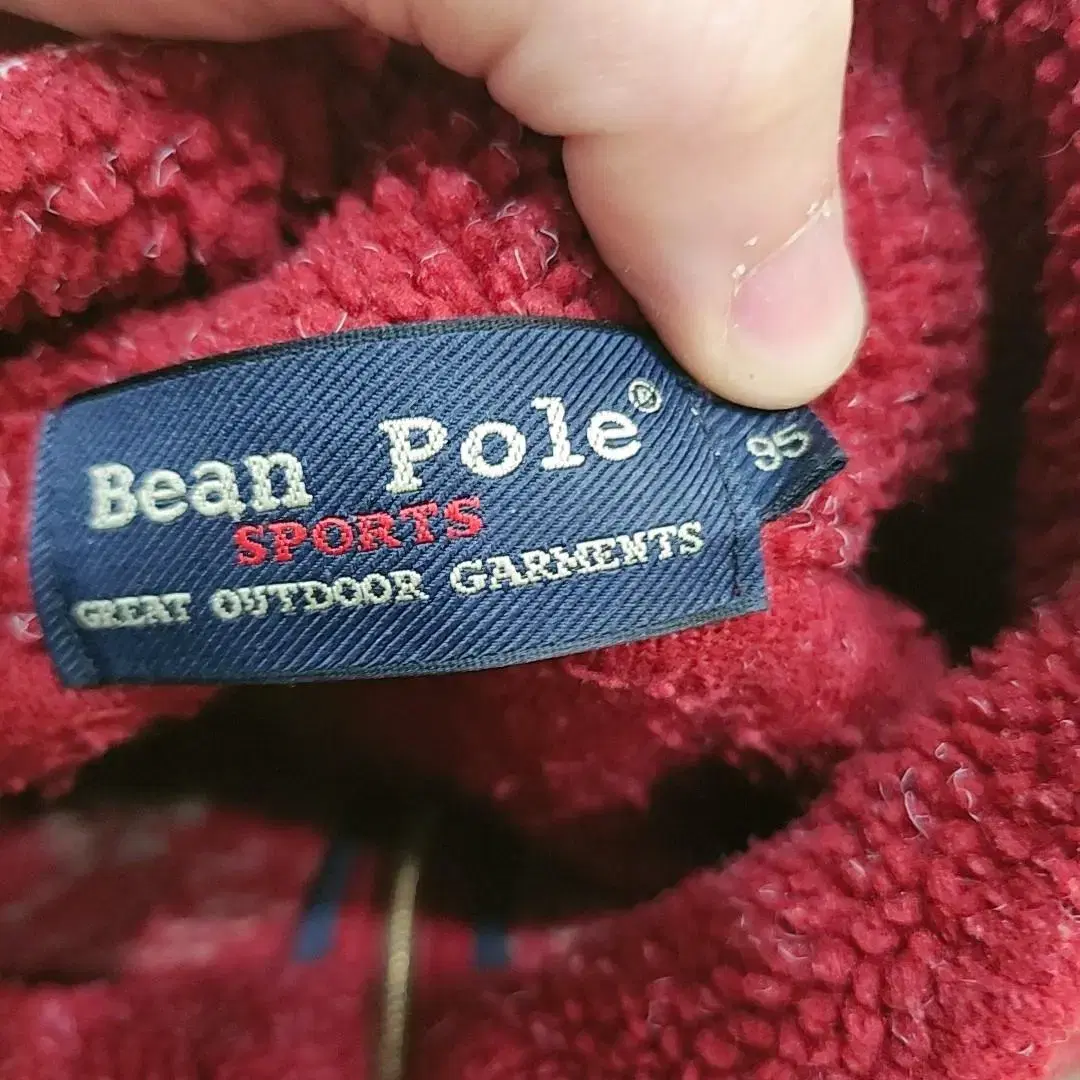 Bean Pole®
SPORTS
GREAT OUTDOOR GARMENTS
95